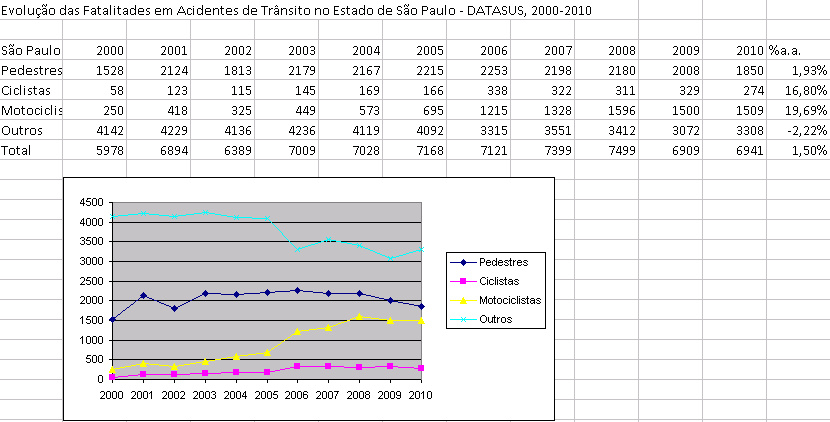 Evolução das Fatalitades em Acidentes de Trânsito no Estado de São Paulo - DATASUS, 2000-2010
São Paulo 2000 2001 2002 2003 2004 2005 2006 2007 2008 2009 2010 %a.a.
Pedestres 1528 2124 1813 2179 2167 2215 2253 2198 2180 2008 1850 1,93%
Ciclistas 58 123 115 145 169 166 338 322 311 329 274 16,80%
Motociclis 250 418 325 449 573 695 1215 1328 1596 1500 1509 19,69%
Outros 4142 4229 4136 4236 4119 4092 3315 3551 3412 3072 3308 -2,22%
Total 5978 6894 6389 7009 7028 7168 7121 7399 7499 6909 6941 1,50%
4500
4000
3500
3000
2500
2000
1500
1000
500
0
2000 2001 2002 2003 2004 2005 2006 2007 2008 2009 2010
Pedestres
Ciclistas
Motociclistas
Outros